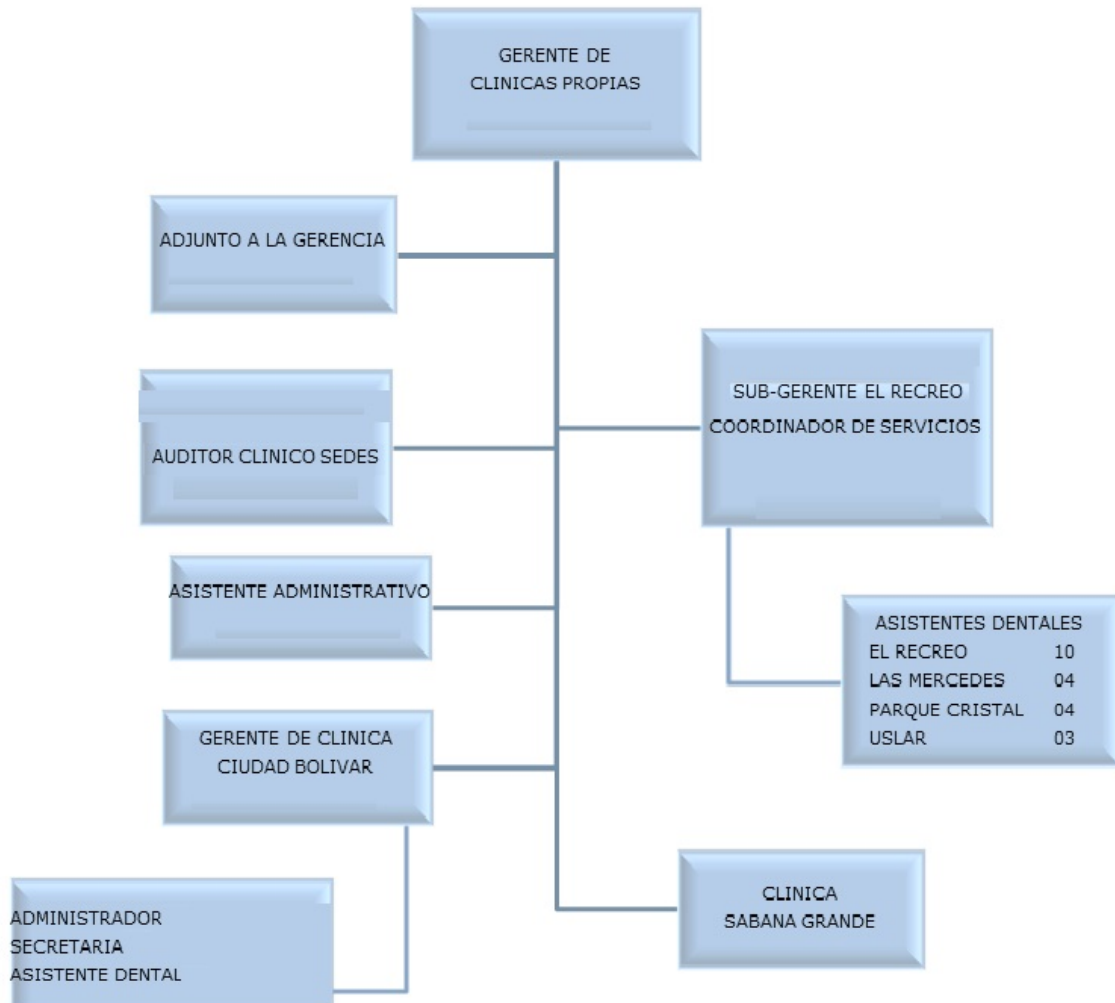 GERENTE DE
CLINICAS PROPIAS
ADJUNTO A LA GERENCIA
SUB-GERENTE EL RECREO
COORDINADOR DE SERVICIOS
AUDITOR CLINICO SEDES
ASISTENTE ADMINISTRATIVO
ASISTENTES DENTALES
EL RECREO 10
LAS MERCEDES 04
PARQUE CRISTAL 04
USLAR 03
GERENTE DE CLINICA
CIUDAD BOLIVAR
CLINICA
SABANA GRANDE
ADMINISTRADOR
SECRETARIA
ASISTENTE DENTAL